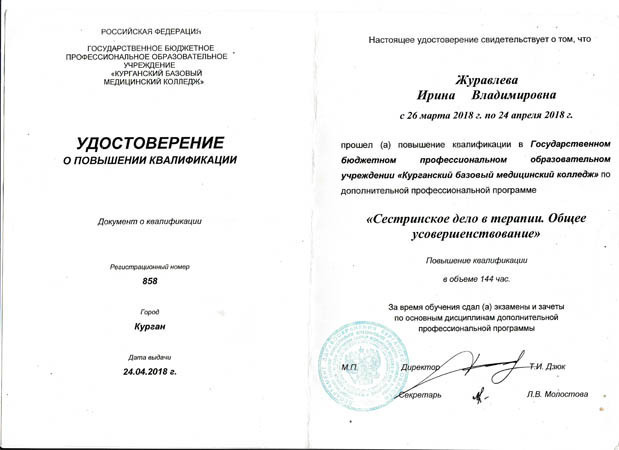 РОССИЙСКАЯ ФЕДЕРАЦИЯ
ГОСУДАРСТВЕННОЕ БЮДЖЕТНОЕ
ПРОФЕССИОНАЛЬНОЕ ОБРАЗОВАТЕЛЬНОЕ
УЧРЕЖДЕНИЕ
«КУРГАНСКИЙ БАЗОВЫЙ
МЕДИЦИНСКИЙ КОЛЛЕДЖ»
УДОСТОВЕРЕНИЕ
О ПОВЫШЕНИИ КВАЛИФИКАЦИИ
Документ о квалификации
Регистрационный номер
858
Город
Курган
Дата выдачи
24.04.2018 г.
Настоящее удостоверение свидетельствует о том, что
Журавлева
Ирина Владимировна
с 26 марта 2018 г. по 24 апреля 2018 г.
прошел (а) повышение квалификации в Государственном
бюджетном профессиональном образовательном
учреждении «Курганский базовый медицинский колледж» по
дополнительной профессиональной программе
«Сестринское дело в терапии. Общее
усовершенствование»
Повышение квалификации
в объеме 144 час.
За время обучения сдал (а) экзамены и зачеты
по основным дисциплинам дополнительной
профессиональной программы
М.П. Директор Т.И. Дзюк
Секретарь Л.В. Молостова